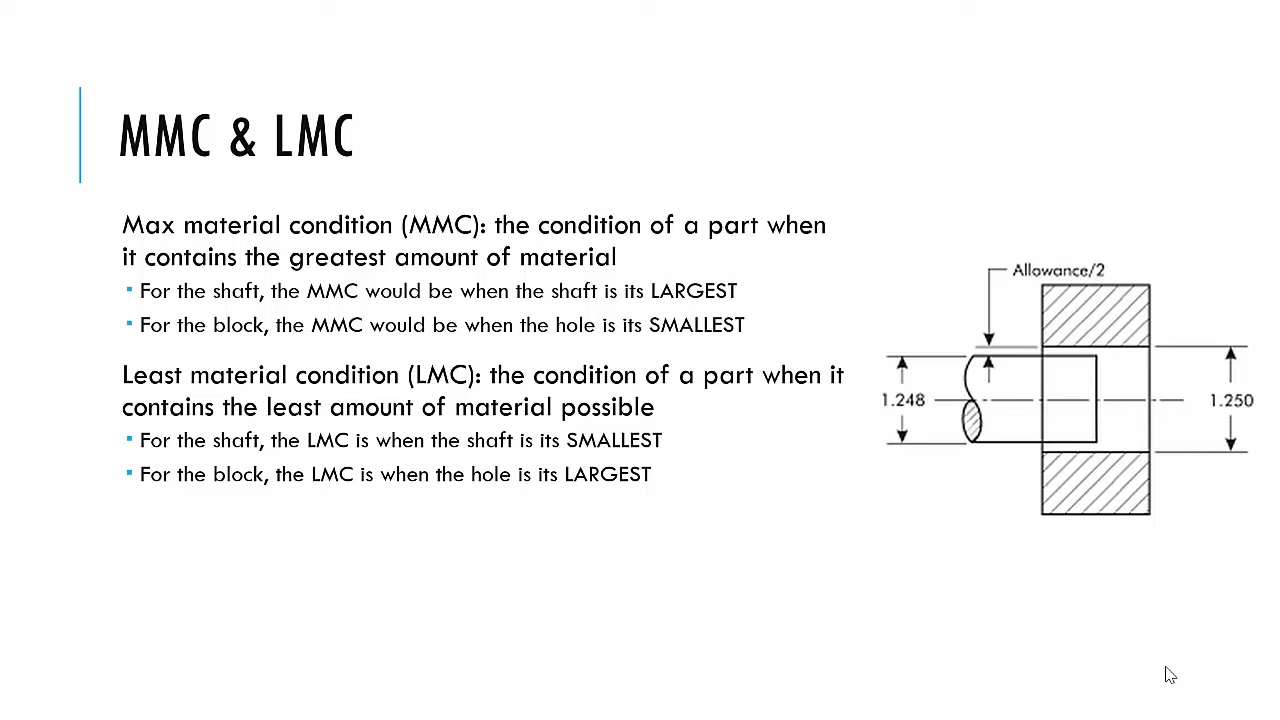 MMC & LMC
Max material condition (MMC): the condition of a part when
it contains the greatest amount of material
For the shaft, the MMC would be when the shaft is its LARGEST
For the block, the MMC would be when the hole is its SMALLEST
Least material condition (LMC): the condition of a part when it
contains the least amount of material possible
For the shaft, the LMC is when the shaft is its SMALLEST
For the block, the LMC is when the hole is its LARGEST
Allowance/2
1.248
1.250